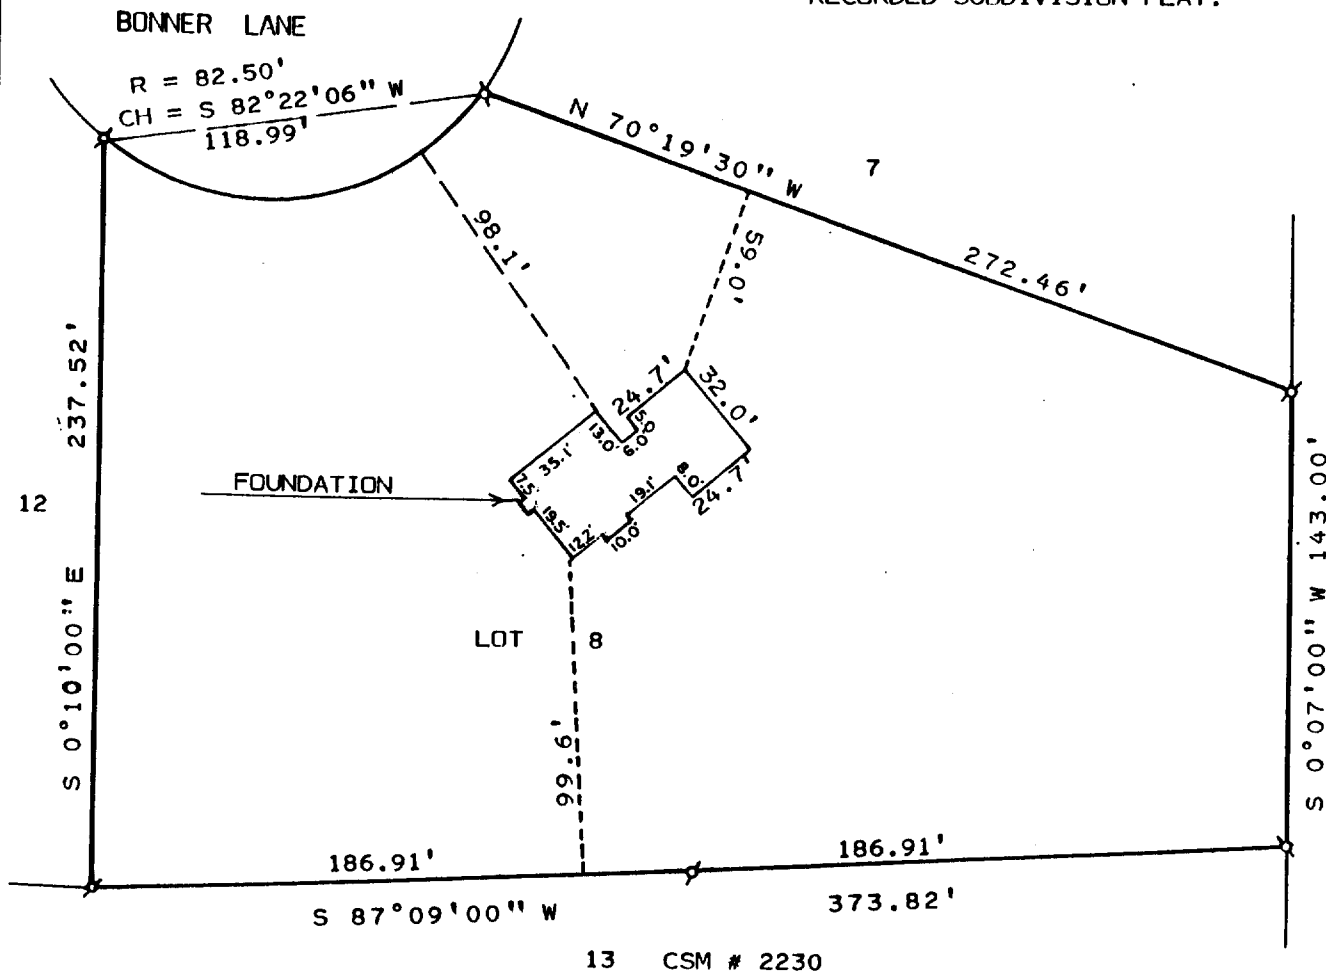 RECORDED SUBDIVISION PLAT.
BONNER LANE
R = 82.50'
CH = S 82°22'06" W
118.99'
N 70°19'30" W
7
272.46'
98.1'
59.0'
237.52'
S 0°10'00" E
12
24.7'
32.0'
13.0'
6.0'
5.0'
35.1'
7.5'
FOUNDATION
19.5'
12.2'
10.0'
19.1'
8.0'
24.7'
S 0°07'00" W 143.00'
LOT 8
99.6'
186.91'
186.91'
S 87°09'00" W
373.82'
13 CSM # 2230